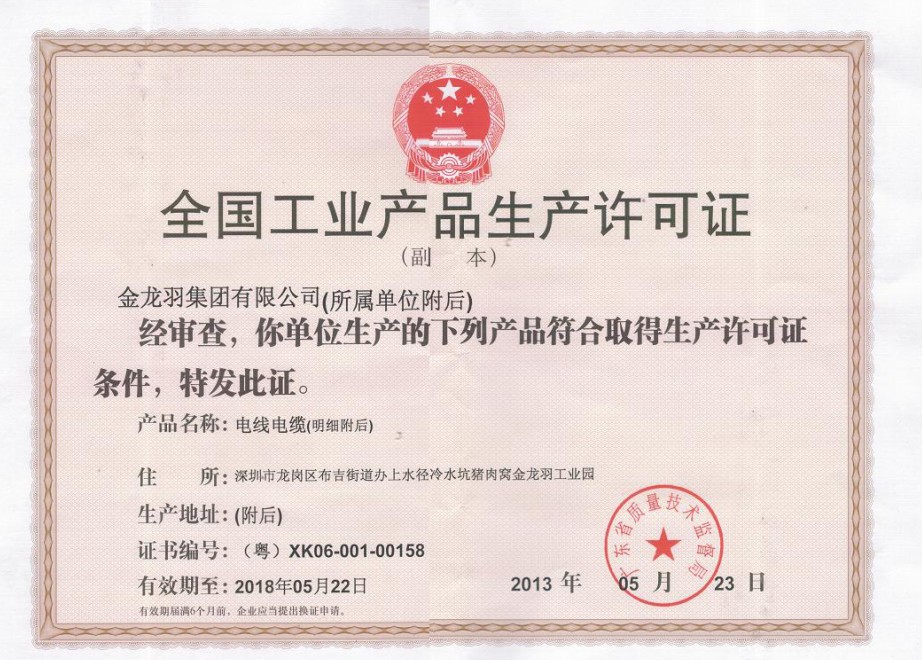 全国工业产品生产许可证
(副 本)
金龙羽集团有限公司(所属单位附后)
经审查，你单位生产的下列产品符合取得生产许可证
条件，特发此证。
产品名称：电线电缆(明细附后)
住 所：深圳市龙岗区布吉街道办上水径冷水坑猪肉窝金龙羽工业园
生产地址：(附后)
证书编号：（粤）XK06-001-00158
有效期至：2018年05月22日
2013 年 05 月 23 日
有效期届满6个月前，企业应当提出换证申请。
广东省质量技术监督局